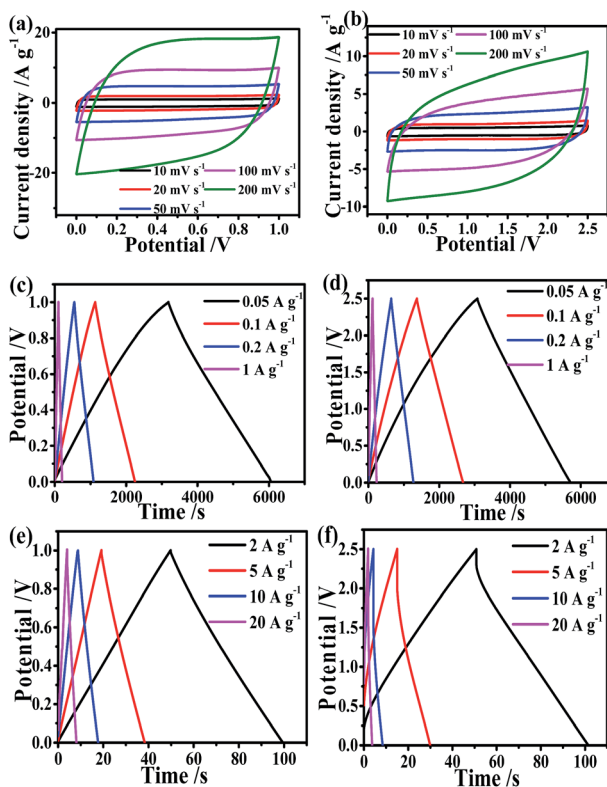 (a)
Current density/A g⁻¹
20
0
-20
10 mV s⁻¹
100 mV s⁻¹
20 mV s⁻¹
200 mV s⁻¹
50 mV s⁻¹
0.0 0.2 0.4 0.6 0.8 1.0
Potential /V
(b)
Current density /A g⁻¹
10
5
0
-5
-10
10 mV s⁻¹
100 mV s⁻¹
20 mV s⁻¹
200 mV s⁻¹
50 mV s⁻¹
0.0 0.5 1.0 1.5 2.0 2.5
Potential /V
(c)
Potential /V
1.0
0.8
0.6
0.4
0.2
0.0
0.05 A g⁻¹
0.1 A g⁻¹
0.2 A g⁻¹
1 A g⁻¹
0 2000 4000 6000
Time /s
(d)
Potential /V
2.5
2.0
1.5
1.0
0.5
0.0
0.05 A g⁻¹
0.1 A g⁻¹
0.2 A g⁻¹
1 A g⁻¹
0 2000 4000 6000
Time /s
(e)
Potential /V
1.0
0.8
0.6
0.4
0.2
0.0
2 A g⁻¹
5 A g⁻¹
10 A g⁻¹
20 A g⁻¹
0 20 40 60 80 100
Time /s
(f)
Potential /V
2.5
2.0
1.5
1.0
0.5
0.0
2 A g⁻¹
5 A g⁻¹
10 A g⁻¹
20 A g⁻¹
0 20 40 60 80 100
Time /s